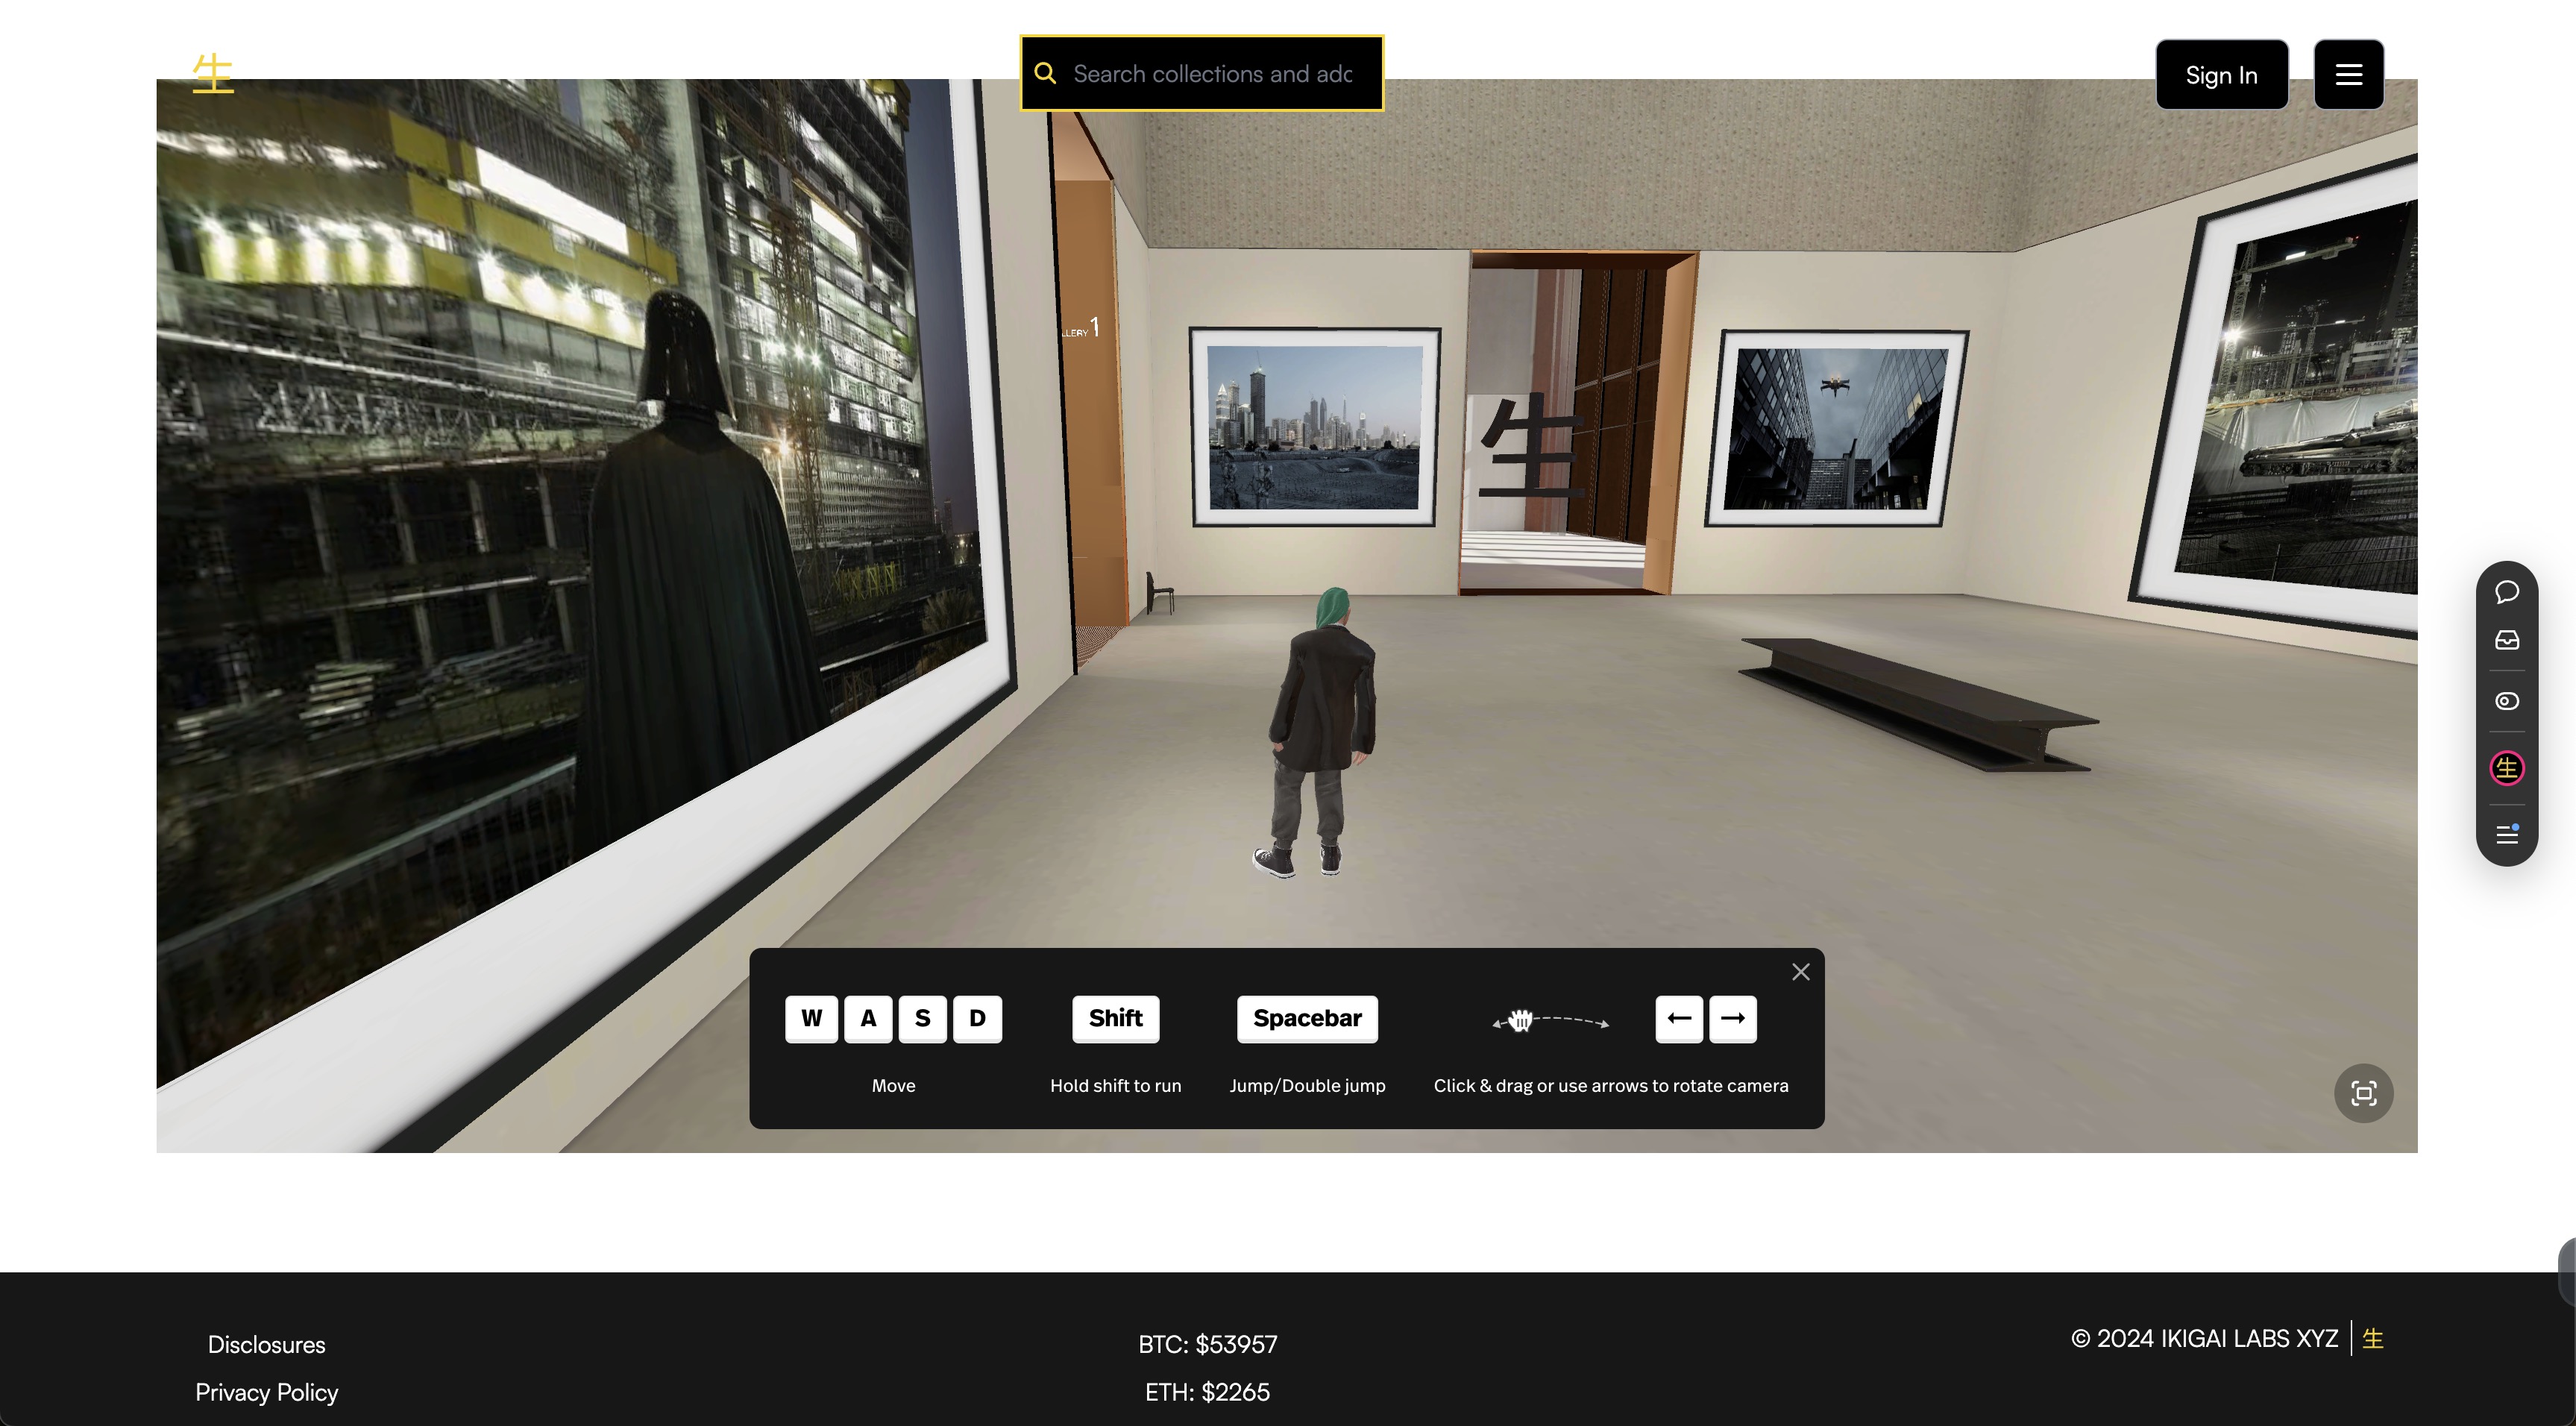 生
Search collections and add
Sign In
LLERY 1
生
生
W A S D
Shift
Spacebar
← →
Move
Hold shift to run
Jump/Double jump
Click & drag or use arrows to rotate camera
Disclosures
Privacy Policy
BTC: $53957
ETH: $2265
© 2024 IKIGAI LABS XYZ | 生